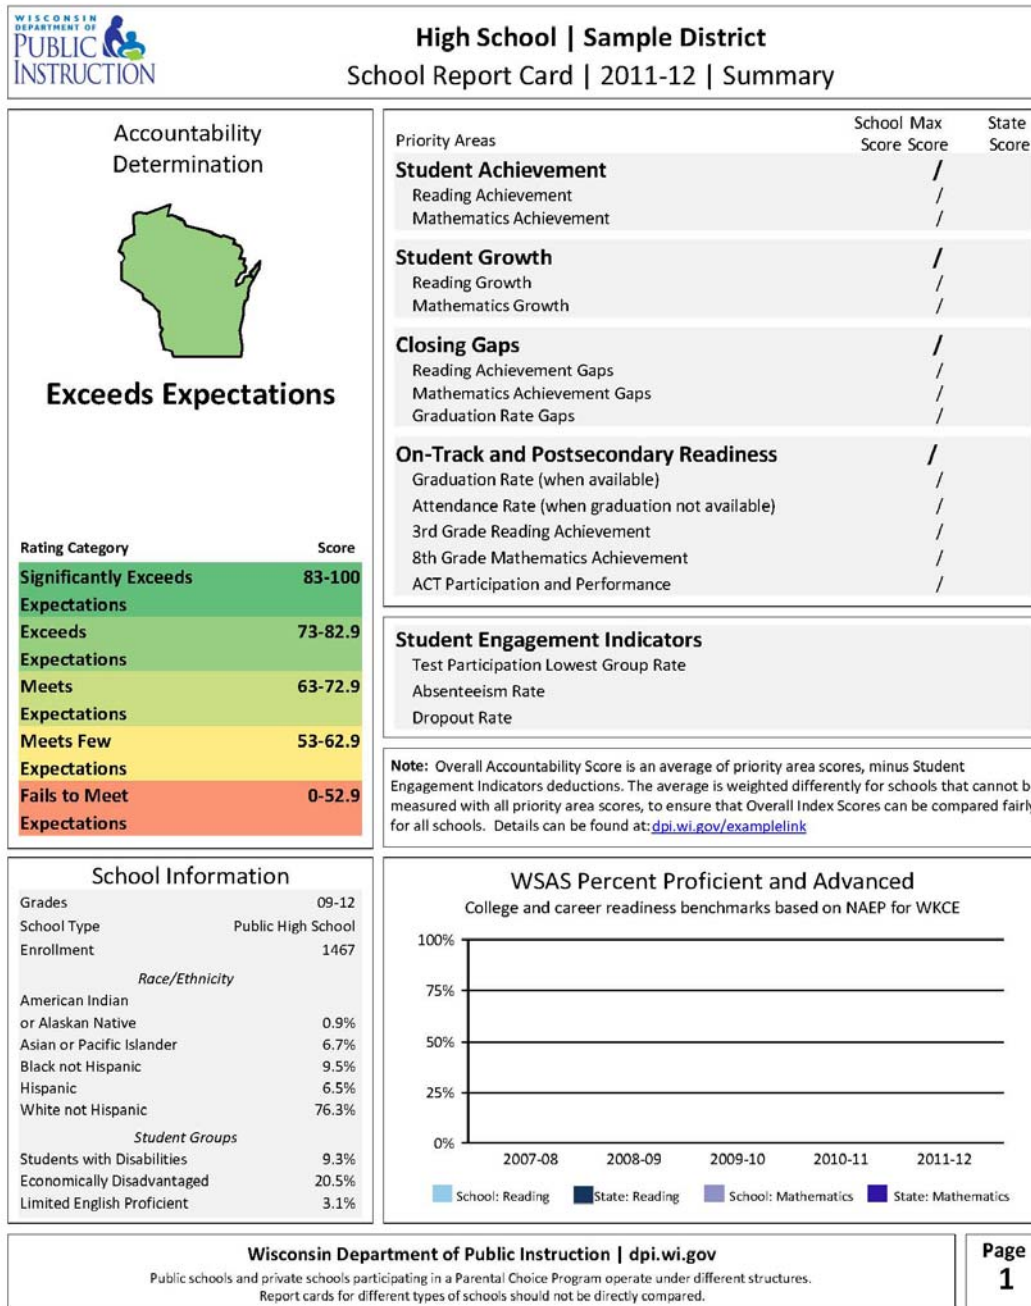 WISCONSIN
DEPARTMENT OF
PUBLIC
INSTRUCTION
High School | Sample District
School Report Card | 2011-12 | Summary
Accountability
Determination
Exceeds Expectations
Rating Category Score
Significantly Exceeds 83-100
Expectations
Exceeds 73-82.9
Expectations
Meets 63-72.9
Expectations
Meets Few 53-62.9
Expectations
Fails to Meet 0-52.9
Expectations
School Max State
Priority Areas Score Score Score
Student Achievement /
Reading Achievement /
Mathematics Achievement /
Student Growth /
Reading Growth /
Mathematics Growth /
Closing Gaps /
Reading Achievement Gaps /
Mathematics Achievement Gaps /
Graduation Rate Gaps /
On-Track and Postsecondary Readiness /
Graduation Rate (when available) /
Attendance Rate (when graduation not available) /
3rd Grade Reading Achievement /
8th Grade Mathematics Achievement /
ACT Participation and Performance /
Student Engagement Indicators
Test Participation Lowest Group Rate
Absenteeism Rate
Dropout Rate
Note: Overall Accountability Score is an average of priority area scores, minus Student
Engagement Indicators deductions. The average is weighted differently for schools that cannot b
measured with all priority area scores, to ensure that Overall Index Scores can be compared fairly
for all schools. Details can be found at: dpi.wi.gov/examplelink
School Information
Grades 09-12
School Type Public High School
Enrollment 1467
Race/Ethnicity
American Indian
or Alaskan Native 0.9%
Asian or Pacific Islander 6.7%
Black not Hispanic 9.5%
Hispanic 6.5%
White not Hispanic 76.3%
Student Groups
Students with Disabilities 9.3%
Economically Disadvantaged 20.5%
Limited English Proficient 3.1%
WSAS Percent Proficient and Advanced
College and career readiness benchmarks based on NAEP for WKCE
100%
75%
50%
25%
0%
2007-08 2008-09 2009-10 2010-11 2011-12
School: Reading State: Reading School: Mathematics State: Mathematics
Wisconsin Department of Public Instruction | dpi.wi.gov
Public schools and private schools participating in a Parental Choice Program operate under different structures.
Report cards for different types of schools should not be directly compared.
Page
1